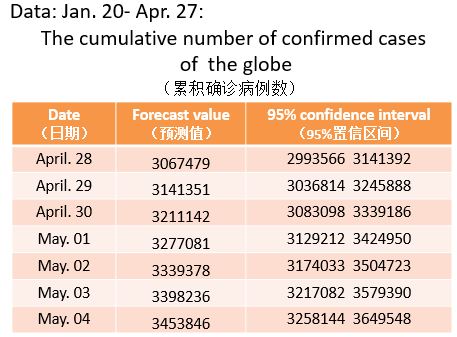 Data: Jan. 20- Apr. 27:
The cumulative number of confirmed cases
of the globe
（累积确诊病例数）
Date Forecast value 95% confidence interval
（日期） （预测值） （95%置信区间）
April. 28 3067479 2993566 3141392
April. 29 3141351 3036814 3245888
April. 30 3211142 3083098 3339186
May. 01 3277081 3129212 3424950
May. 02 3339378 3174033 3504723
May. 03 3398236 3217082 3579390
May. 04 3453846 3258144 3649548